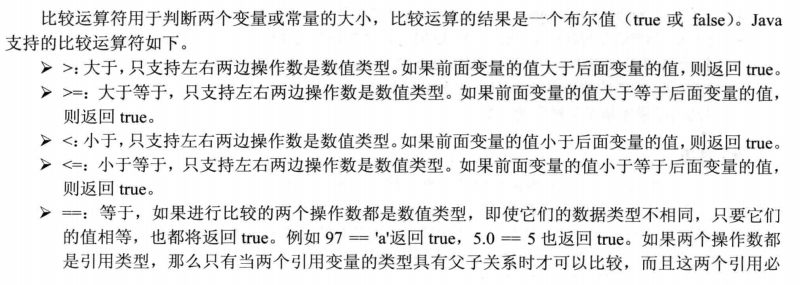 比较运算符用于判断两个变量或常量的大小，比较运算的结果是一个布尔值（true 或 false）。Java
支持的比较运算符如下。
➢ >：大于，只支持左右两边操作数是数值类型。如果前面变量的值大于后面变量的值，则返回 true。
➢ >=：大于等于，只支持左右两边操作数是数值类型。如果前面变量的值大于等于后面变量的值，
则返回 true。
➢ <：小于，只支持左右两边操作数是数值类型。如果前面变量的值小于后面变量的值，则返回 true。
➢ <=：小于等于，只支持左右两边操作数是数值类型。如果前面变量的值小于等于后面变量的值，
则返回 true。
➢ ==：等于，如果进行比较的两个操作数都是数值类型，即使它们的数据类型不相同，只要它们
的值相等，也都将返回 true。例如 97 == 'a'返回 true，5.0 == 5 也返回 true。如果两个操作数都
是引用类型，那么只有当两个引用变量的类型具有父子关系时才可以比较，而且这两个引用必